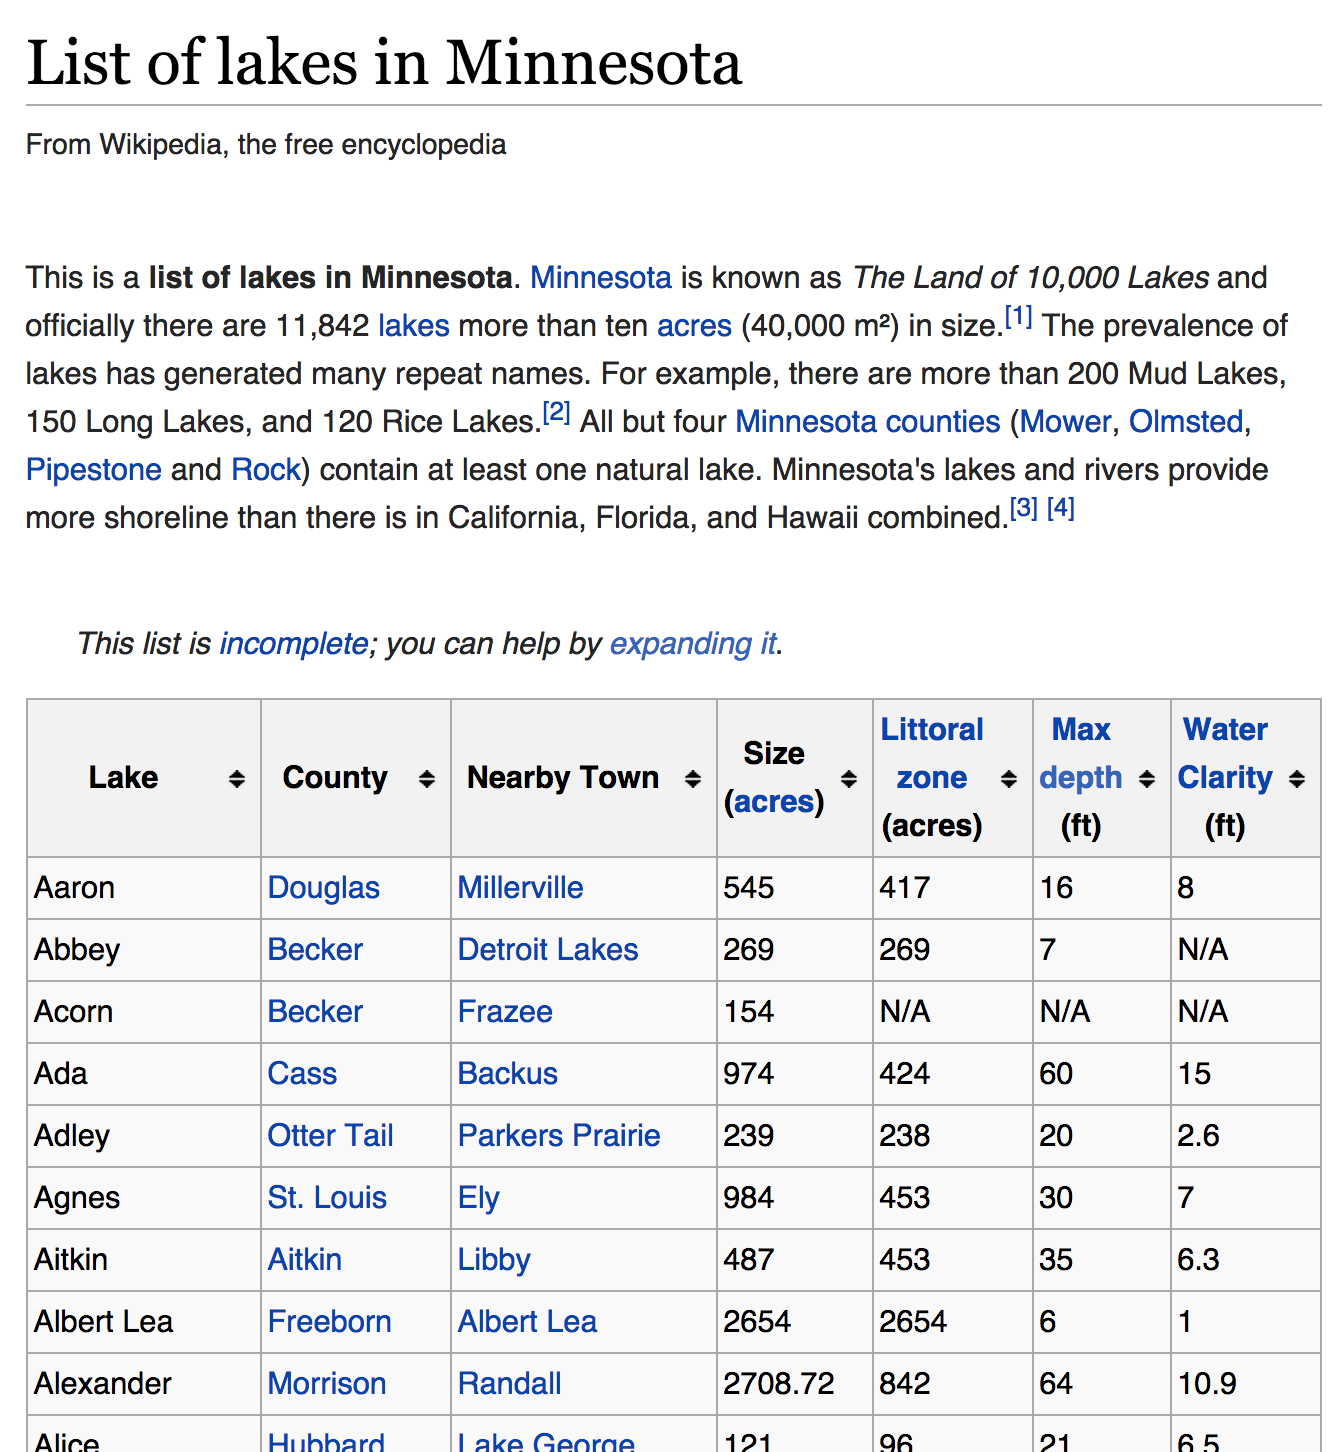 List of lakes in Minnesota
From Wikipedia, the free encyclopedia
This is a list of lakes in Minnesota. Minnesota is known as The Land of 10,000 Lakes and
officially there are 11,842 lakes more than ten acres (40,000 m²) in size.[1] The prevalence of
lakes has generated many repeat names. For example, there are more than 200 Mud Lakes,
150 Long Lakes, and 120 Rice Lakes.[2] All but four Minnesota counties (Mower, Olmsted,
Pipestone and Rock) contain at least one natural lake. Minnesota's lakes and rivers provide
more shoreline than there is in California, Florida, and Hawaii combined.[3] [4]
This list is incomplete; you can help by expanding it.
Lake County Nearby Town Size (acres) Littoral zone (acres) Max depth (ft) Water Clarity (ft)
Aaron Douglas Millerville 545 417 16 8
Abbey Becker Detroit Lakes 269 269 7 N/A
Acorn Becker Frazee 154 N/A N/A N/A
Ada Cass Backus 974 424 60 15
Adley Otter Tail Parkers Prairie 239 238 20 2.6
Agnes St. Louis Ely 984 453 30 7
Aitkin Aitkin Libby 487 453 35 6.3
Albert Lea Freeborn Albert Lea 2654 2654 6 1
Alexander Morrison Randall 2708.72 842 64 10.9
Alice Hubbard Lake George 121 96 21 6.5